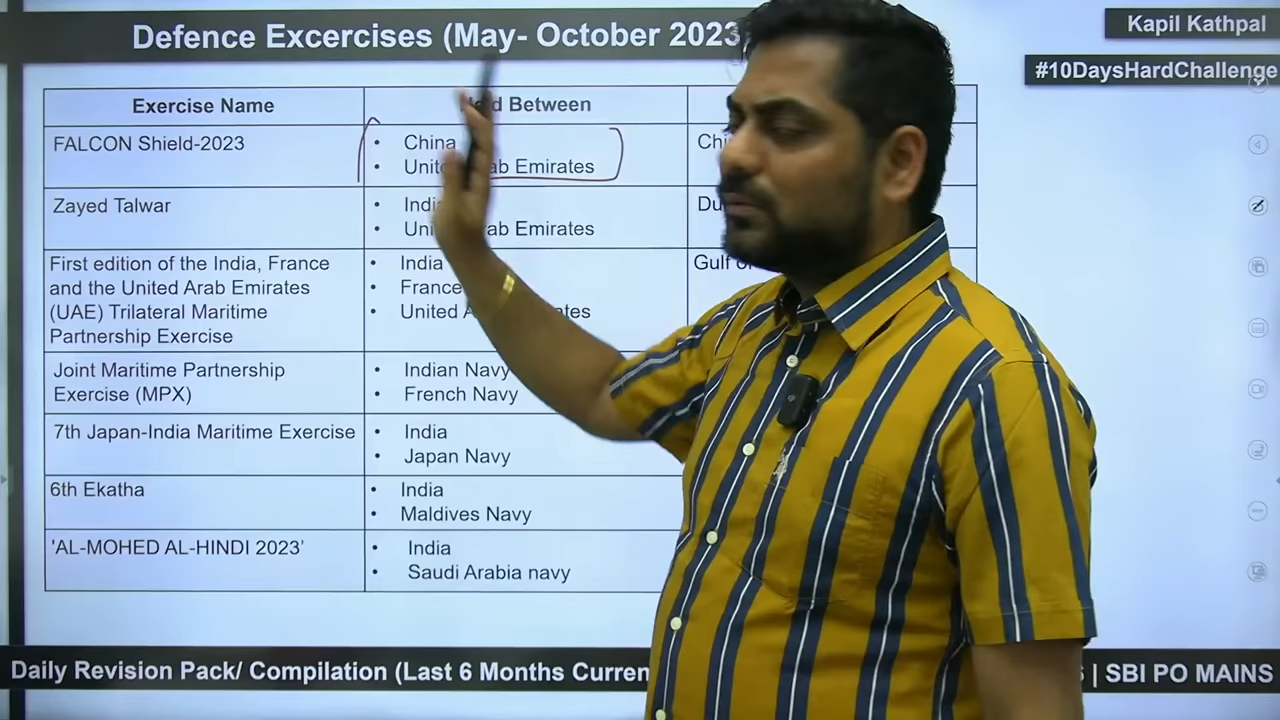 Defence Excercises (May- October 2023
Kapil Kathpal
#10DaysHardChallenge
Exercise Name
Between
FALCON Shield-2023
• China
• Emirates
Zayed Talwar
• Emirates
First edition of the India, France
and the United Arab Emirates
(UAE) Trilateral Maritime
Partnership Exercise
• India
• France
• United
Gulf
Joint Maritime Partnership
Exercise (MPX)
• Indian Navy
• French Navy
7th Japan-India Maritime Exercise
• India
• Japan Navy
6th Ekatha
• India
• Maldives Navy
'AL-MOHED AL-HINDI 2023’
• India
• Saudi Arabia navy
Daily Revision Pack/ Compilation (Last 6 Months
| SBI PO MAINS